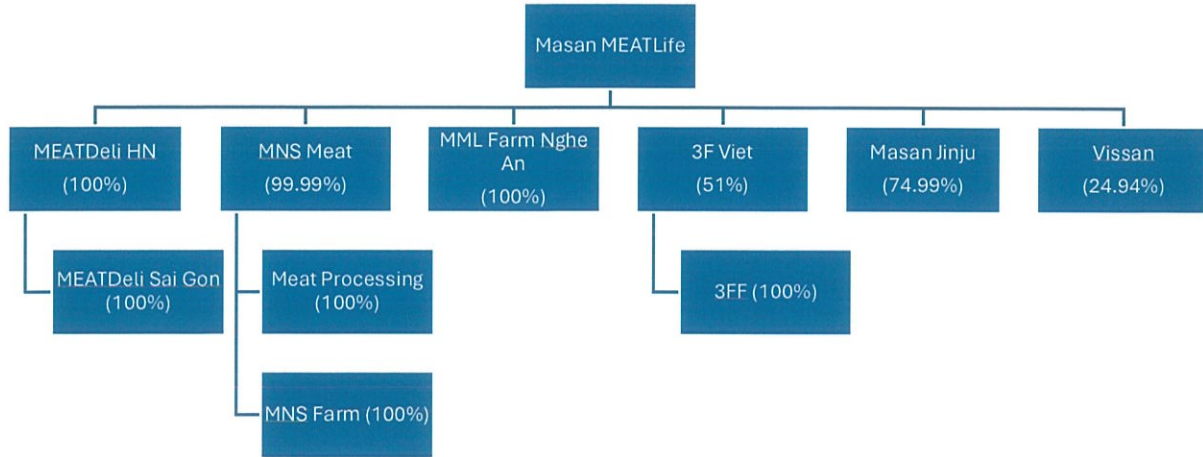 Masan MEATLife
MEATDeli HN
(100%)
MNS Meat
(99.99%)
MML Farm Nghe
An
(100%)
3F Viet
(51%)
Masan Jinju
(74.99%)
Vissan
(24.94%)
MEATDeli Sai Gon
(100%)
Meat Processing
(100%)
3FF (100%)
MNS Farm (100%)